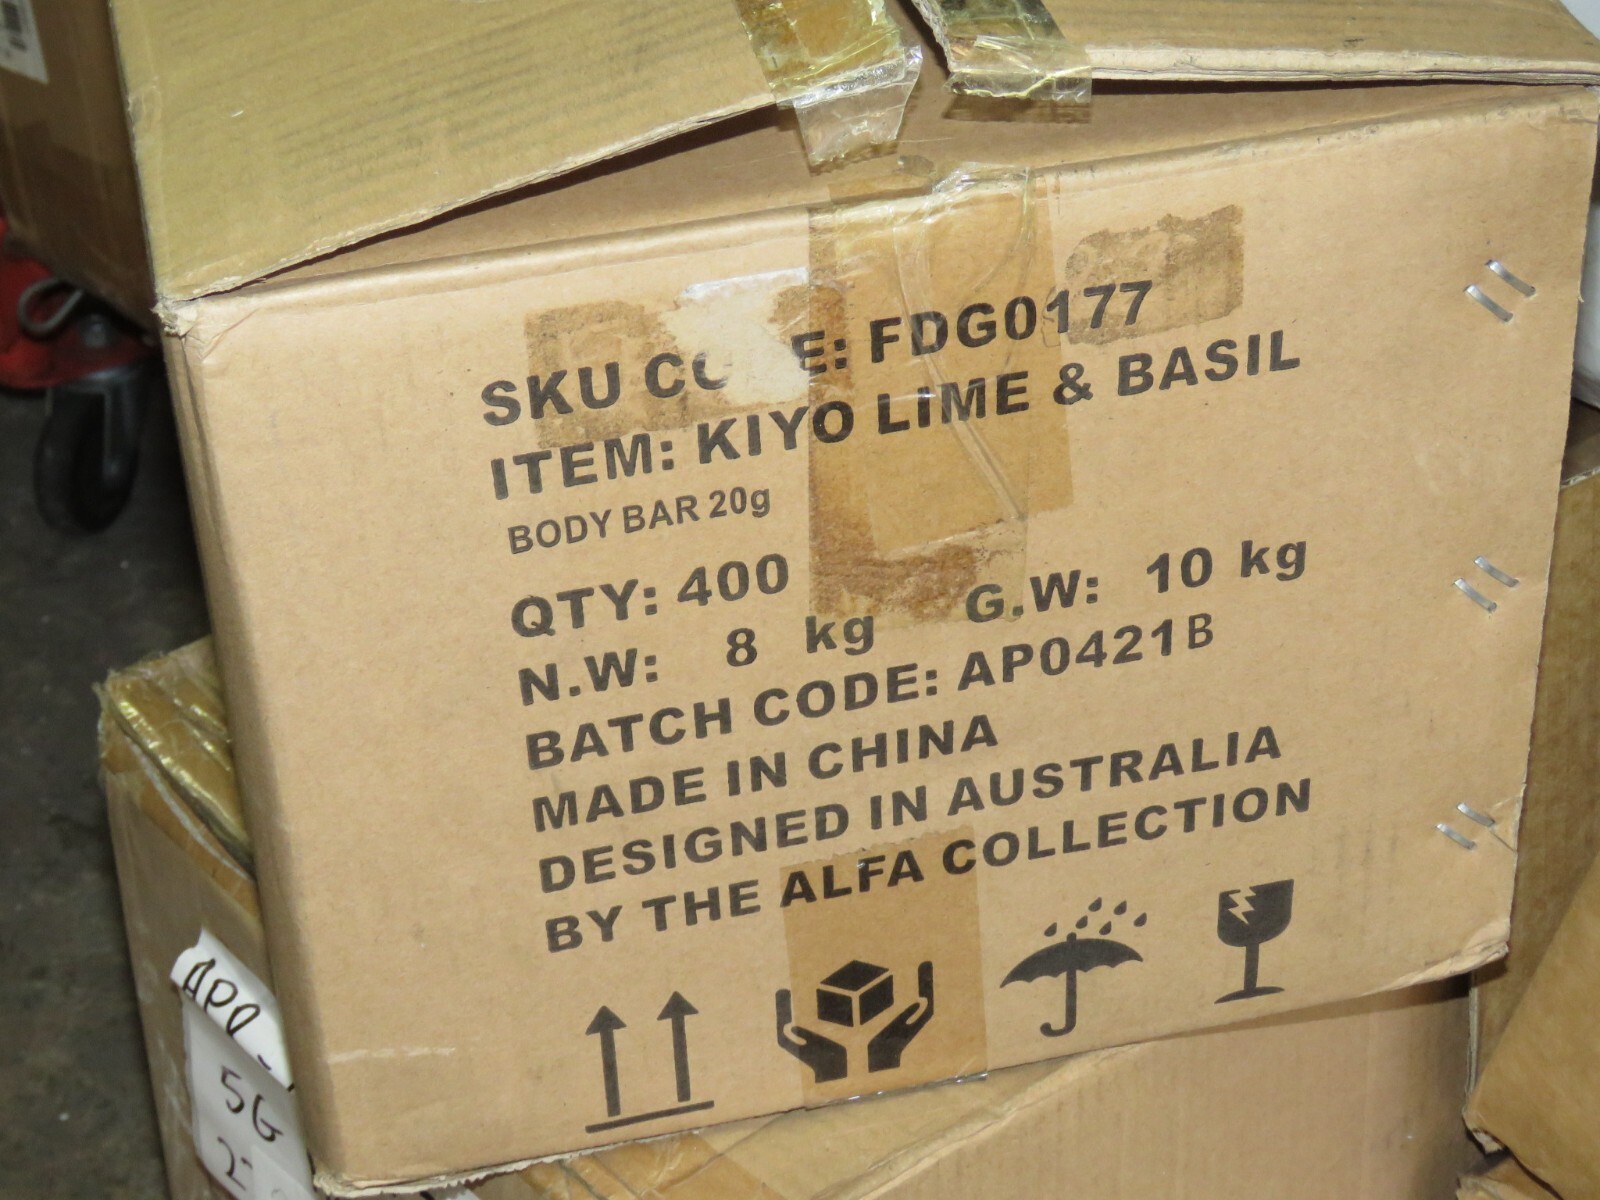 SKU CODE: FDG0177
ITEM: KIYO LIME & BASIL
BODY BAR 20g
QTY: 400
N.W: 8 kg G.W: 10 kg
BATCH CODE: AP0421B
MADE IN CHINA
DESIGNED IN AUSTRALIA
BY THE ALFA COLLECTION
5G